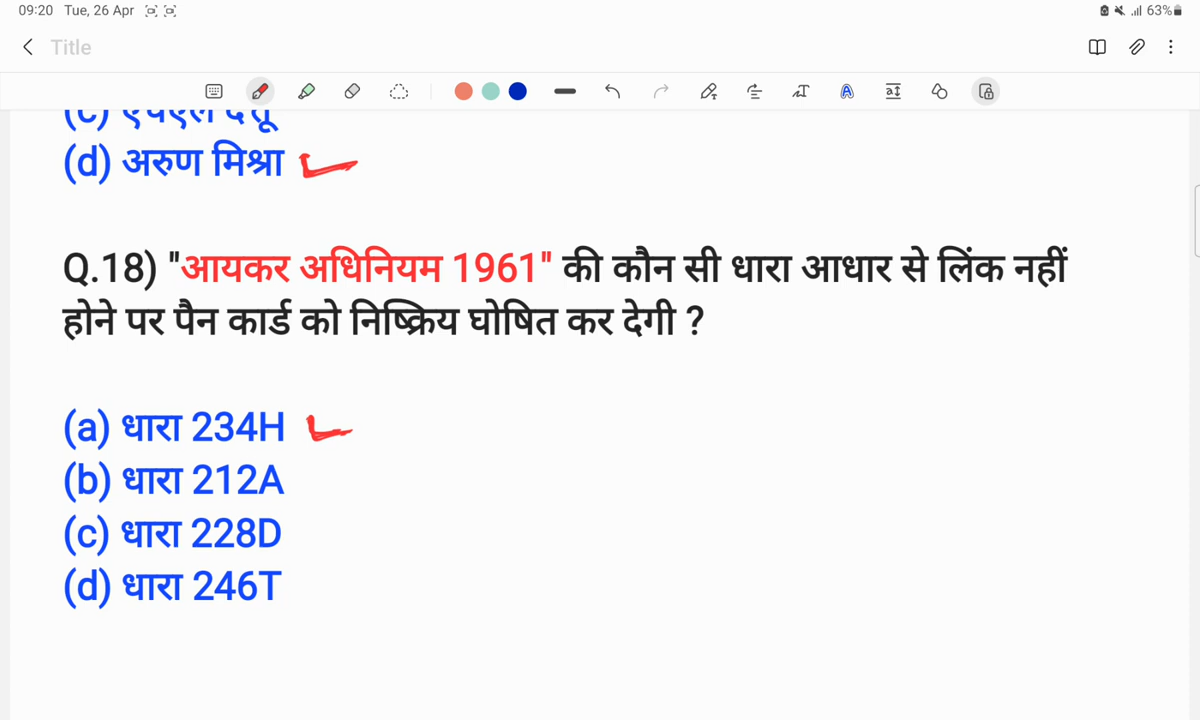 09:20 Tue, 26 Apr 63%
Title
(d) अरुण मिश्रा
Q.18) "आयकर अधिनियम 1961" की कौन सी धारा आधार से लिंक नहीं
होने पर पैन कार्ड को निष्क्रिय घोषित कर देगी ?
(a) धारा 234H
(b) धारा 212A
(c) धारा 228D
(d) धारा 246T